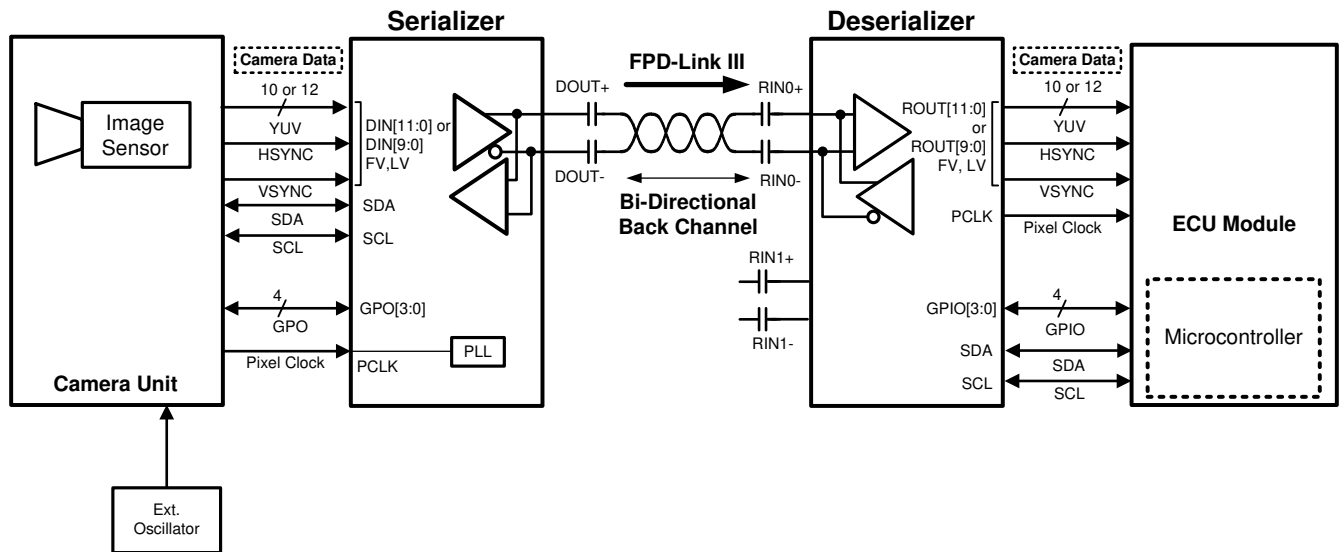 Serializer
Deserializer
Camera Data
10 or 12
YUV
HSYNC
VSYNC
SDA
SCL
4
GPO
Pixel Clock
Image
Sensor
Camera Unit
Ext.
Oscillator
DIN[11:0] or
DIN[9:0]
FV,LV
SDA
SCL
GPO[3:0]
PCLK
PLL
FPD-Link III
DOUT+
DOUT-
RIN0+
RIN0-
Bi-Directional
Back Channel
RIN1+
RIN1-
ROUT[11:0]
or
ROUT[9:0]
FV, LV
PCLK
GPIO[3:0]
SDA
SCL
Camera Data
10 or 12
YUV
HSYNC
VSYNC
Pixel Clock
4
GPIO
SDA
SCL
ECU Module
Microcontroller